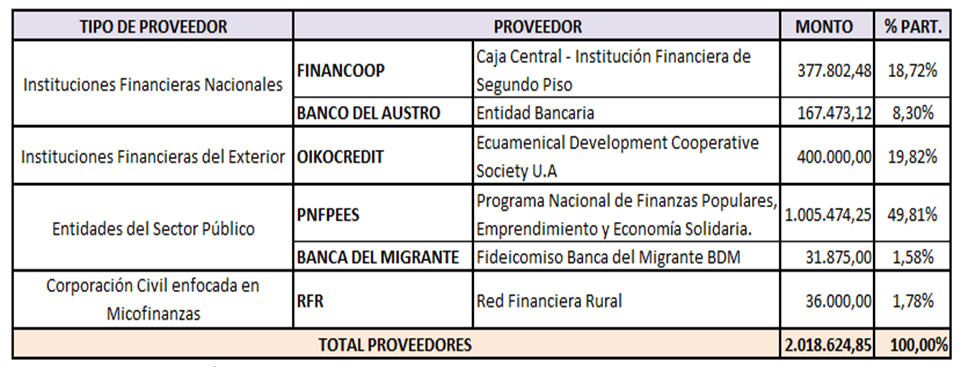 TIPO DE PROVEEDOR PROVEEDOR MONTO % PART.
Instituciones Financieras Nacionales
FINANCOOP
Caja Central - Institución Financiera de
Segundo Piso
377.802,48 18,72%
BANCO DEL AUSTRO Entidad Bancaria 167.473,12 8,30%
Instituciones Financieras del Exterior
OIKOCREDIT
Ecuamenical Development Cooperative
Society U.A
400.000,00 19,82%
Entidades del Sector Público
PNFPEES
Programa Nacional de Finanzas Populares,
Emprendimiento y Economía Solidaria.
1.005.474,25 49,81%
BANCA DEL MIGRANTE Fideicomiso Banca del Migrante BDM 31.875,00 1,58%
Corporación Civil enfocada en
Micofinanzas
RFR Red Financiera Rural 36.000,00 1,78%
TOTAL PROVEEDORES 2.018.624,85 100,00%